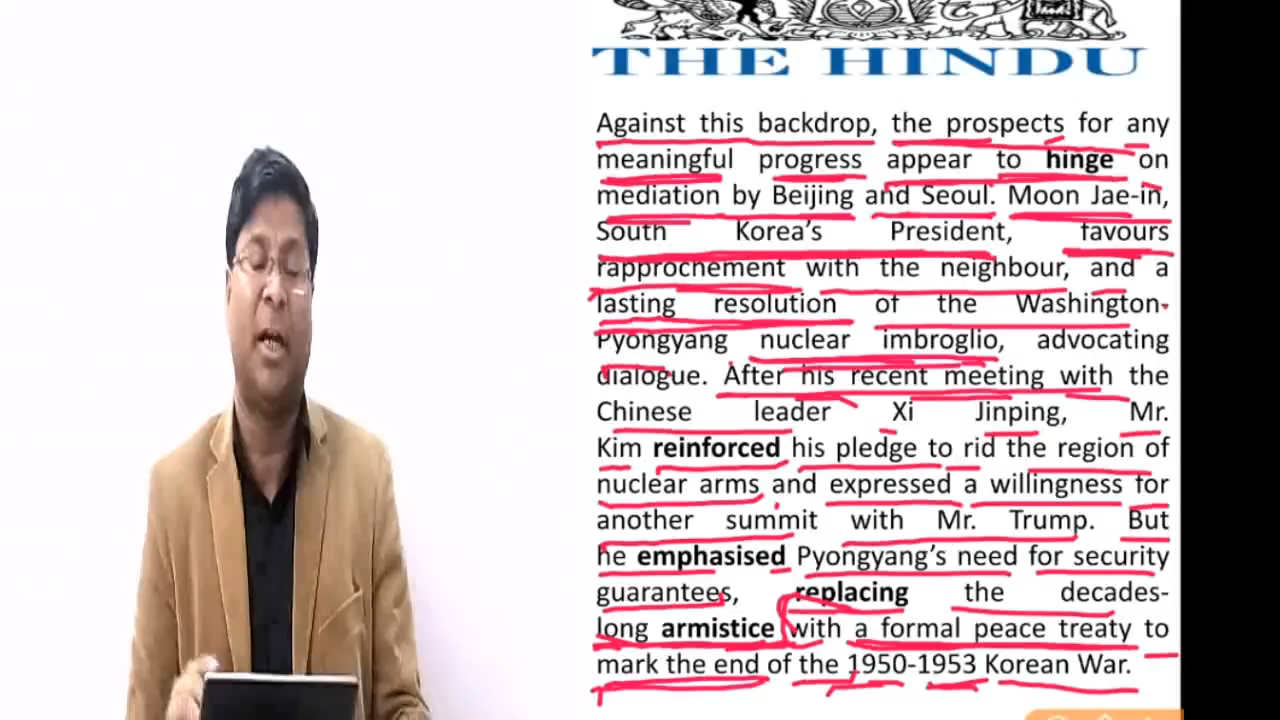 THE HINDU
Against this backdrop, the prospects for any
meaningful progress appear to hinge on
mediation by Beijing and Seoul. Moon Jae-in,
South Korea's President, favours
rapprochement with the neighbour, and a
lasting resolution of the Washington-
Pyongyang nuclear imbroglio, advocating
dialogue. After his recent meeting with the
Chinese leader Xi Jinping, Mr.
Kim reinforced his pledge to rid the region of
nuclear arms and expressed a willingness for
another summit with Mr. Trump. But
he emphasised Pyongyang's need for security
guarantees, replacing the decades-
long armistice with a formal peace treaty to
mark the end of the 1950-1953 Korean War.